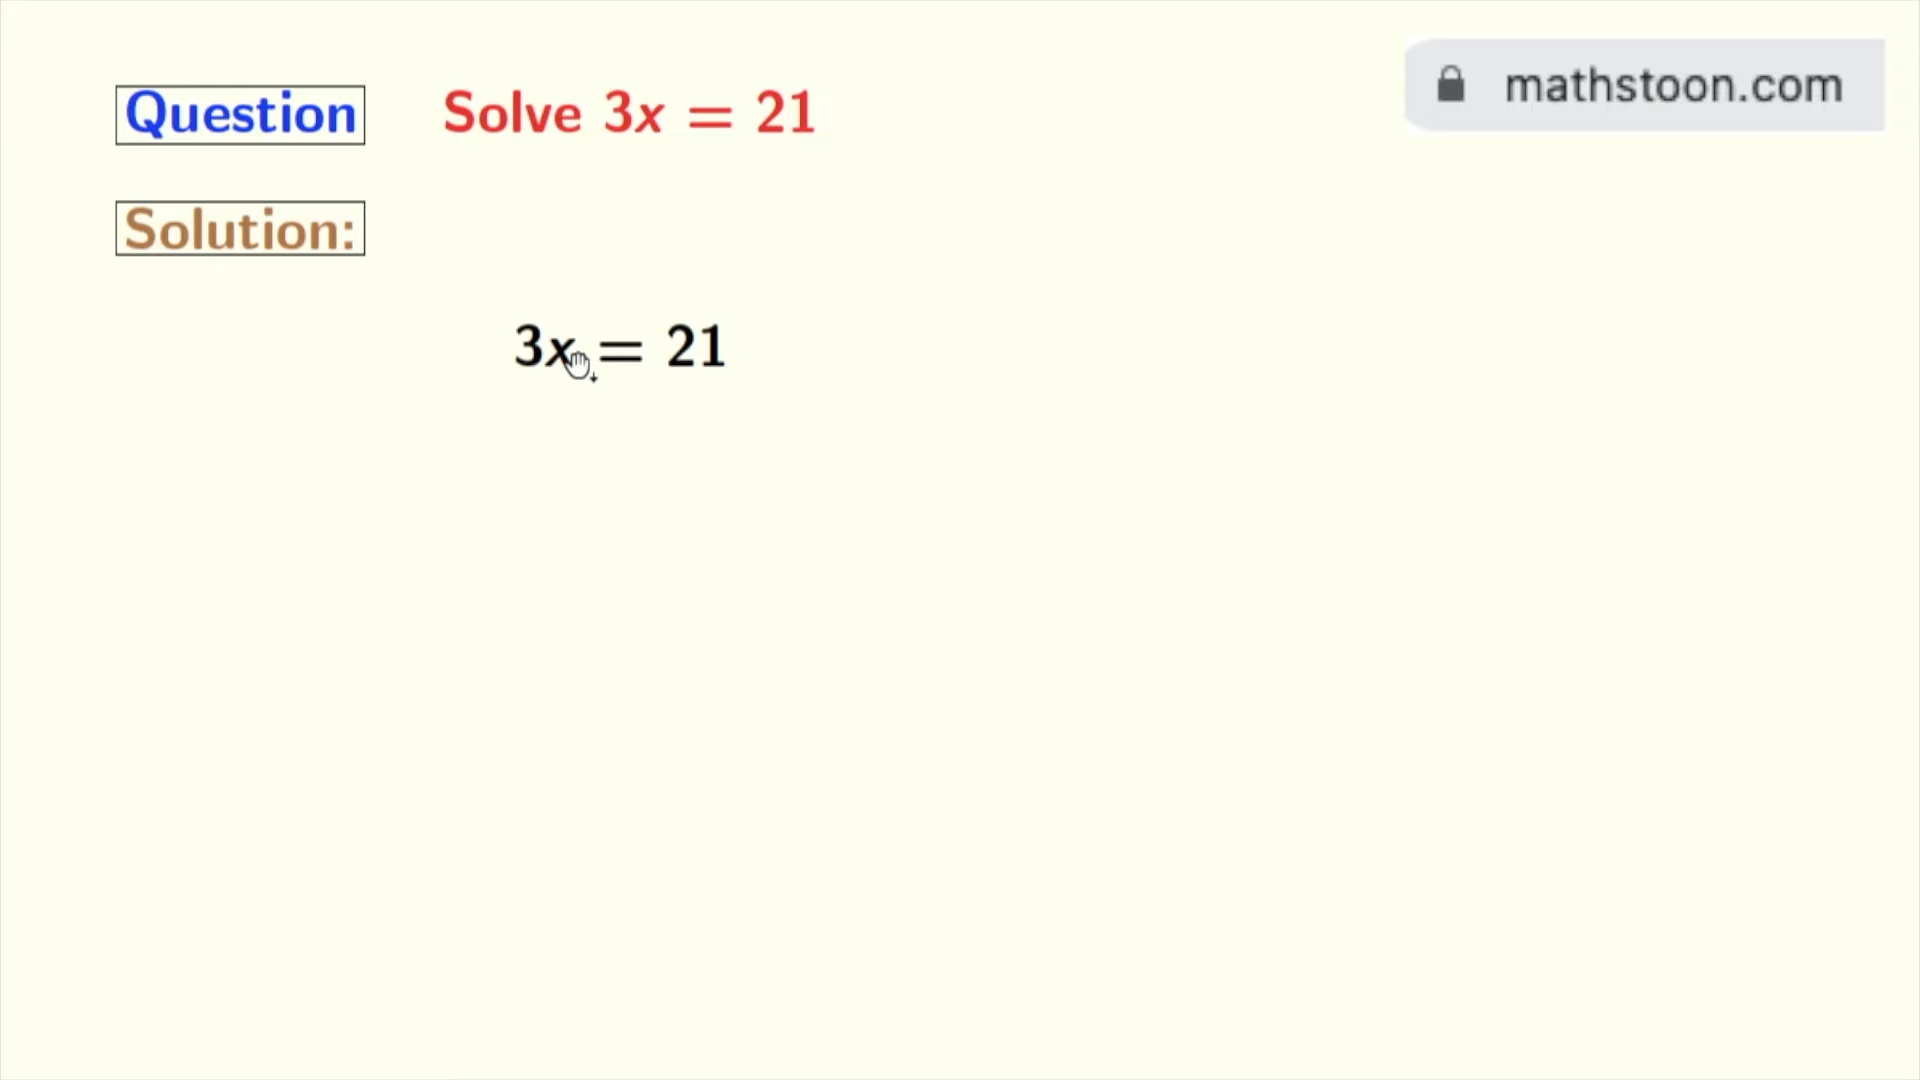 Question Solve 3x = 21
mathstoon.com
Solution:
3x = 21